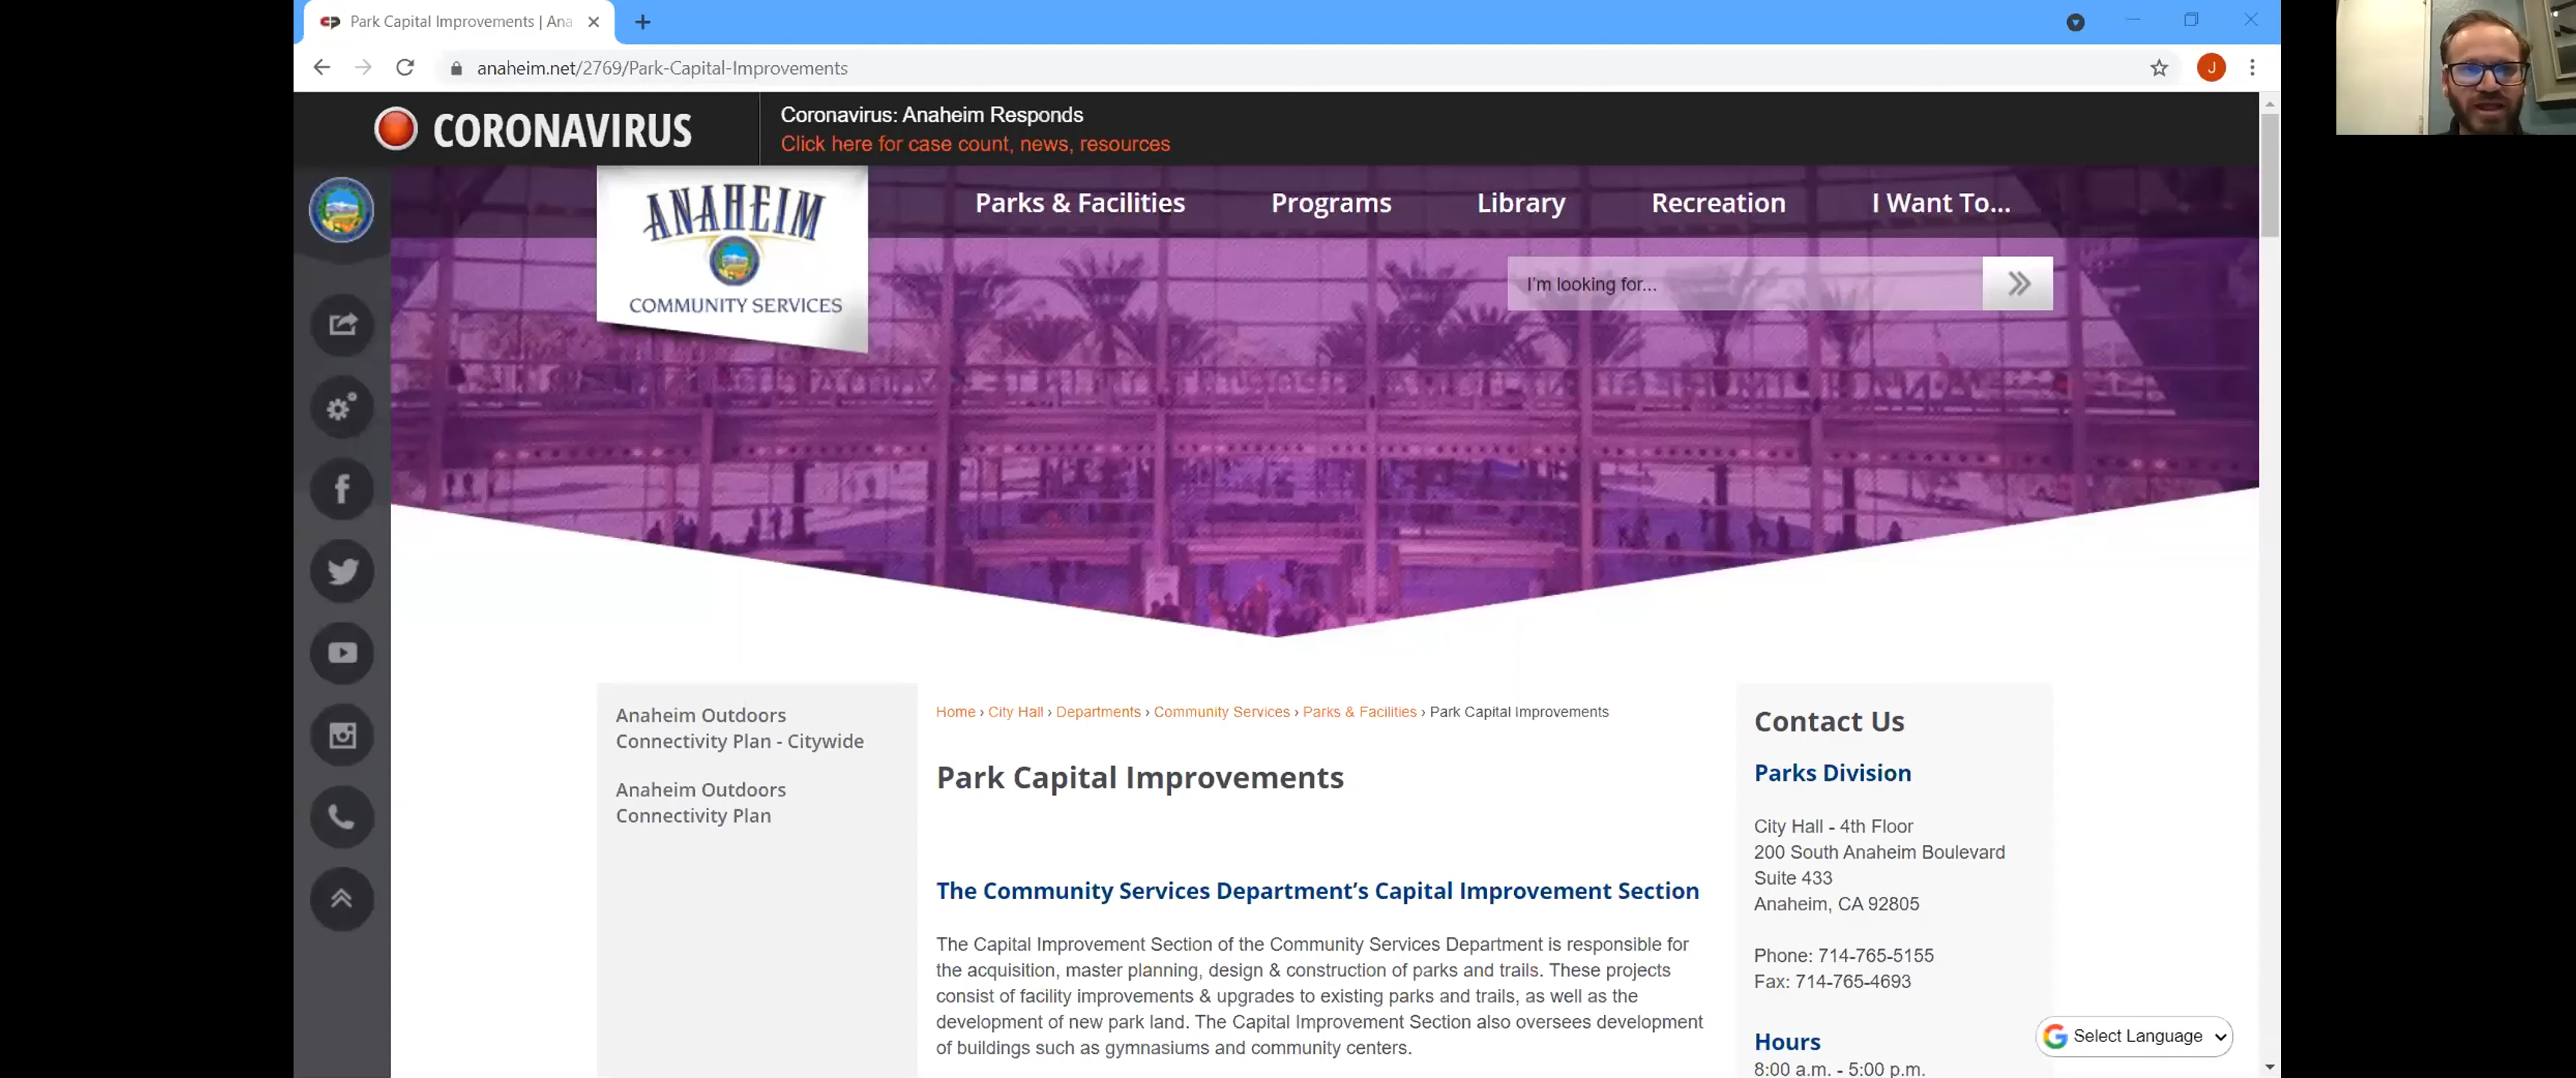 Park Capital Improvements | Ana
anaheim.net/2769/Park-Capital-Improvements
J
CORONAVIRUS
Coronavirus: Anaheim Responds
Click here for case count, news, resources
ANAHEIM
COMMUNITY SERVICES
Parks & Facilities
Programs
Library
Recreation
I Want To...
I'm looking for...
Anaheim Outdoors
Connectivity Plan - Citywide
Anaheim Outdoors
Connectivity Plan
Home › City Hall › Departments › Community Services › Parks & Facilities › Park Capital Improvements
Park Capital Improvements
The Community Services Department's Capital Improvement Section
The Capital Improvement Section of the Community Services Department is responsible for
the acquisition, master planning, design & construction of parks and trails. These projects
consist of facility improvements & upgrades to existing parks and trails, as well as the
development of new park land. The Capital Improvement Section also oversees development
of buildings such as gymnasiums and community centers.
Contact Us
Parks Division
City Hall - 4th Floor
200 South Anaheim Boulevard
Suite 433
Anaheim, CA 92805
Phone: 714-765-5155
Fax: 714-765-4693
Hours
8:00 a.m. - 5:00 p.m.
Select Language